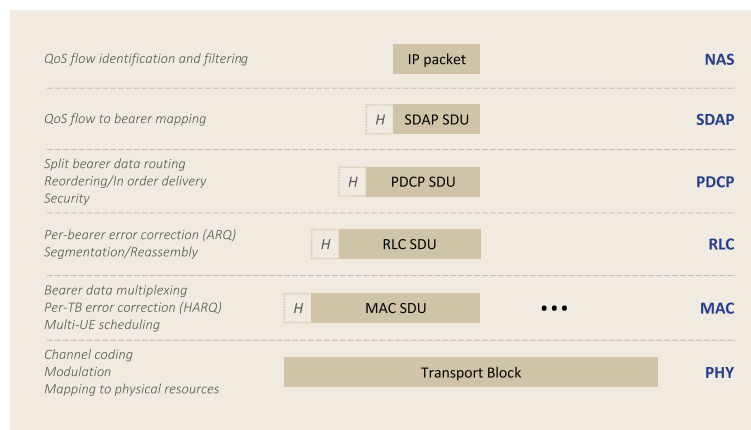 QoS flow identification and filtering
IP packet
NAS
QoS flow to bearer mapping
H
SDAP SDU
SDAP
Split bearer data routing
Reordering/In order delivery
Security
H
PDCP SDU
PDCP
Per-bearer error correction (ARQ)
Segmentation/Reassembly
H
RLC SDU
RLC
Bearer data multiplexing
Per-TB error correction (HARQ)
Multi-UE scheduling
H
MAC SDU
•••
MAC
Channel coding
Modulation
Mapping to physical resources
Transport Block
PHY